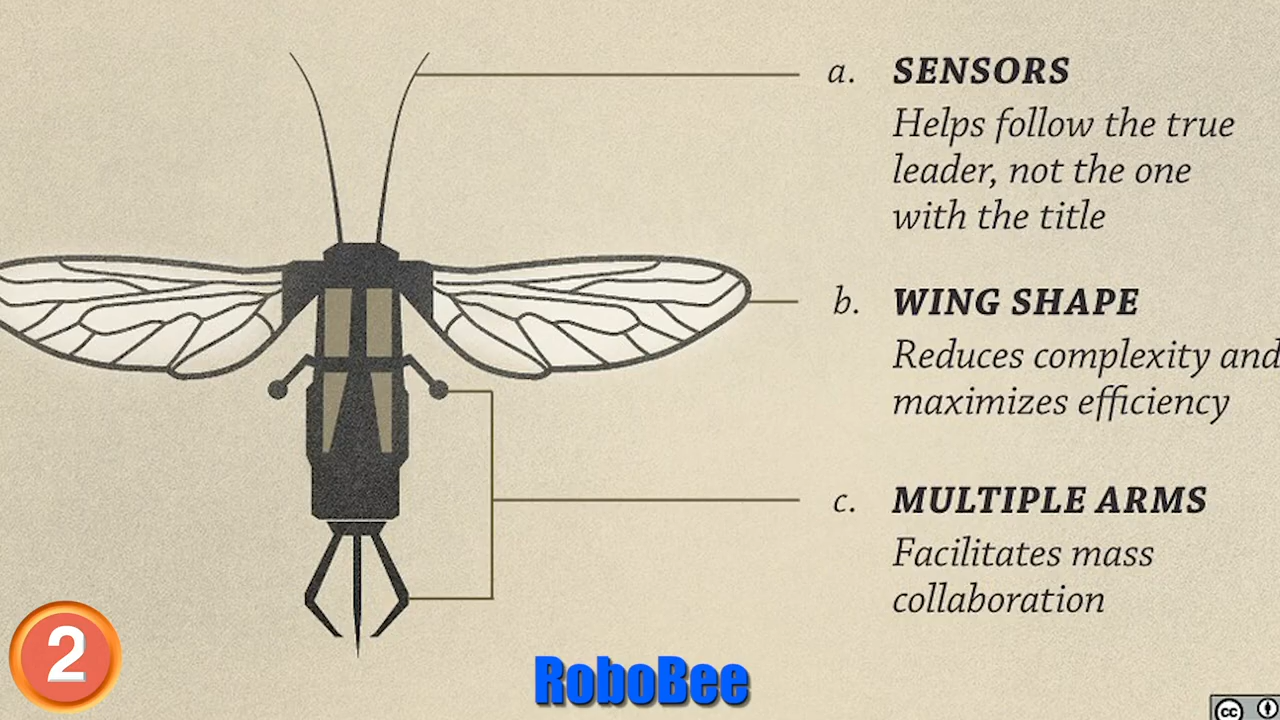 a. SENSORS
Helps follow the true
leader, not the one
with the title
b. WING SHAPE
Reduces complexity and
maximizes efficiency
c. MULTIPLE ARMS
Facilitates mass
collaboration
2
RoboBee
cc